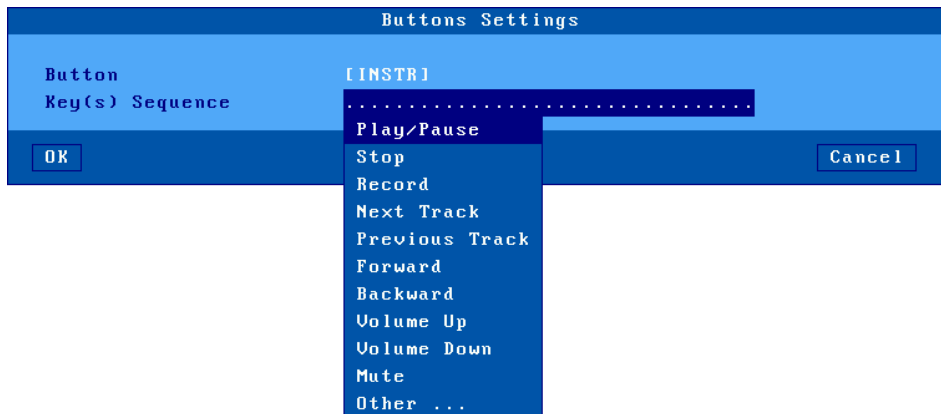 Buttons Settings
Button [INSTR]
Key(s) Sequence .................................
Play/Pause
OK Stop Cancel
Record
Next Track
Previous Track
Forward
Backward
Volume Up
Volume Down
Mute
Other ...